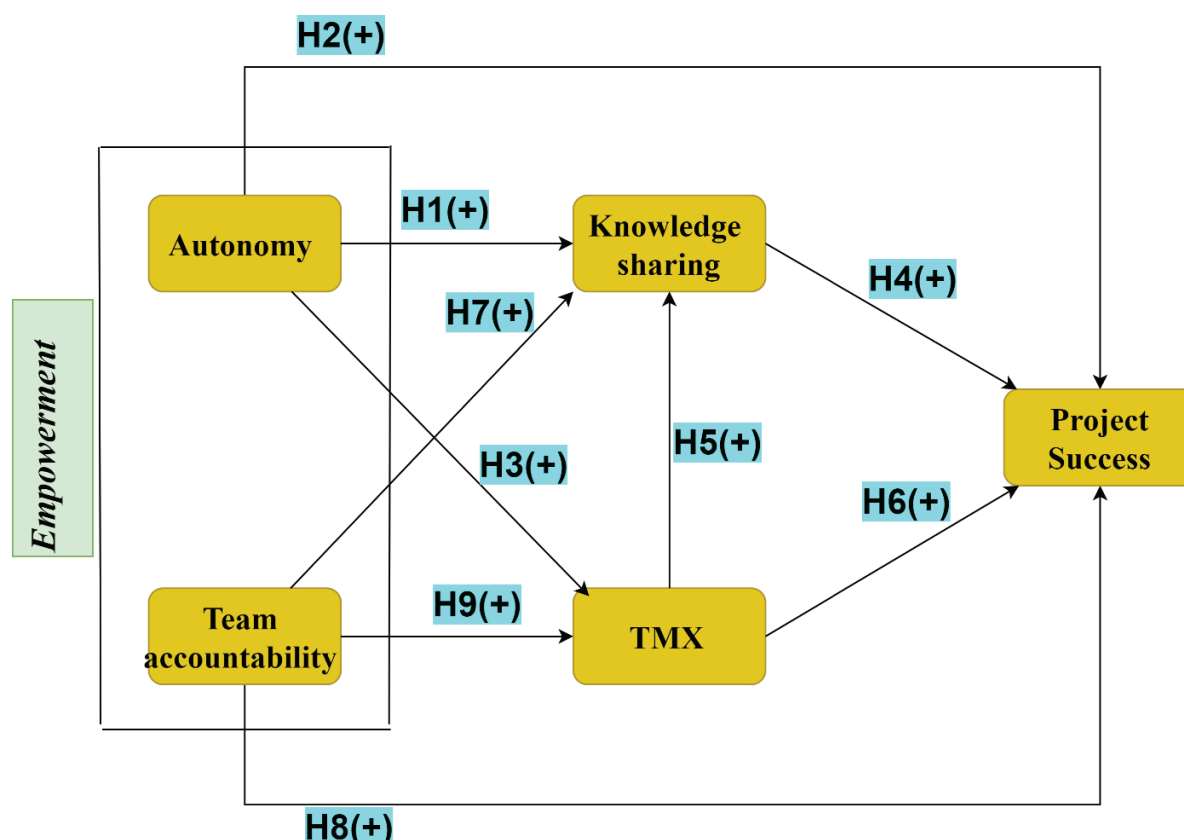 H2(+)
H1(+)
Autonomy
Knowledge
sharing
H4(+)
H7(+)
Empowerment
H3(+)
H5(+)
Project
Success
H6(+)
H9(+)
Team
accountability
TMX
H8(+)